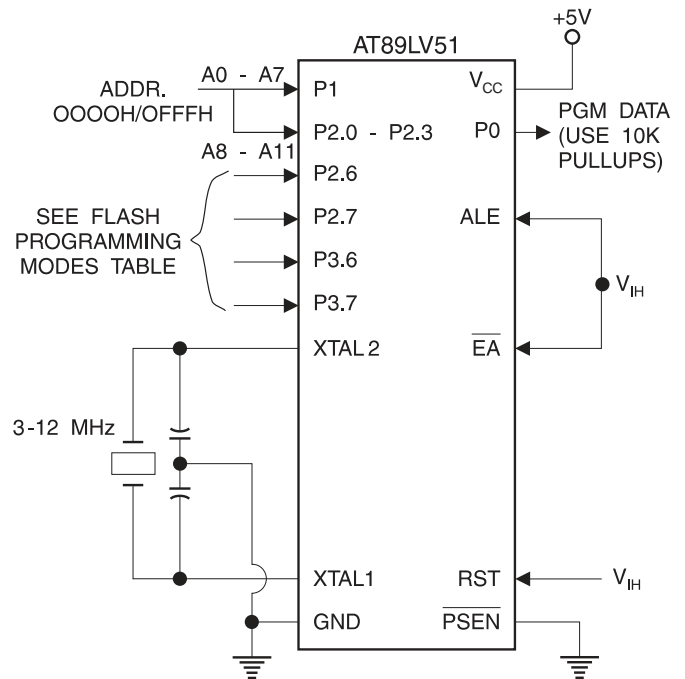 +5V
AT89LV51
A0 - A7
ADDR.
OOOOH/OFFFH
P1
VCC
P2.0 - P2.3
P0
PGM DATA
(USE 10K
PULLUPS)
A8 - A11
P2.6
SEE FLASH
PROGRAMMING
MODES TABLE
P2.7
ALE
P3.6
VIH
P3.7
XTAL 2
EA
3-12 MHz
XTAL1
RST
VIH
GND
PSEN